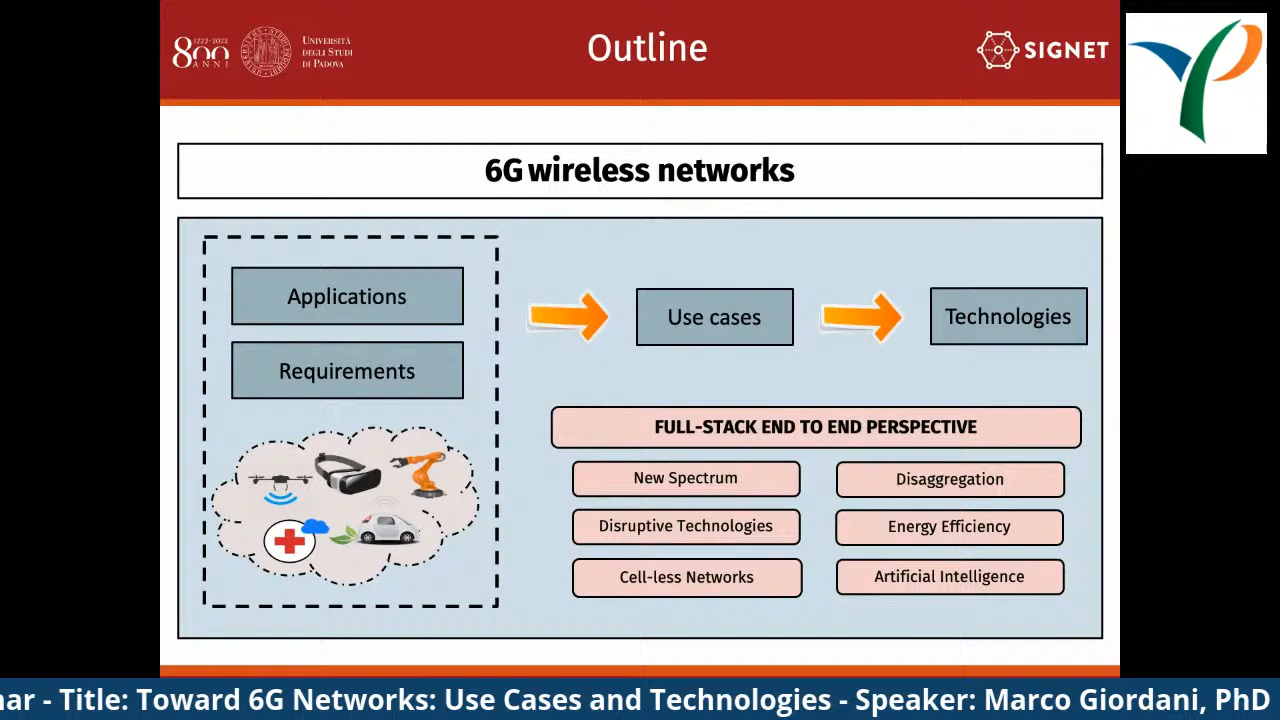 1222-2022
800
ANNI
UNIVERSITÀ
DEGLI STUDI
DI PADOVA
Outline
SIGNET
6G wireless networks
Applications
Requirements
Use cases
Technologies
FULL-STACK END TO END PERSPECTIVE
New Spectrum
Disaggregation
Disruptive Technologies
Energy Efficiency
Cell-less Networks
Artificial Intelligence
nar - Title: Toward 6G Networks: Use Cases and Technologies - Speaker: Marco Giordani, PhD